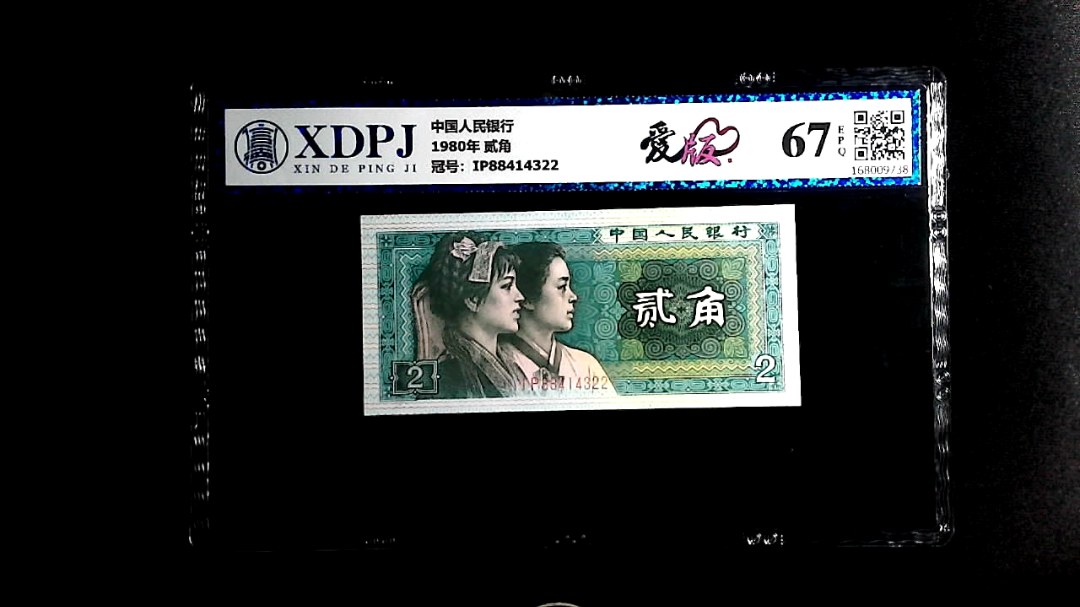 XDPJ
XIN DE PING JI
中国人民银行
1980年 贰角
冠号：IP88414322
爱版
67
EPQ
168009738
中国人民银行
贰角
2
2
IP88414322